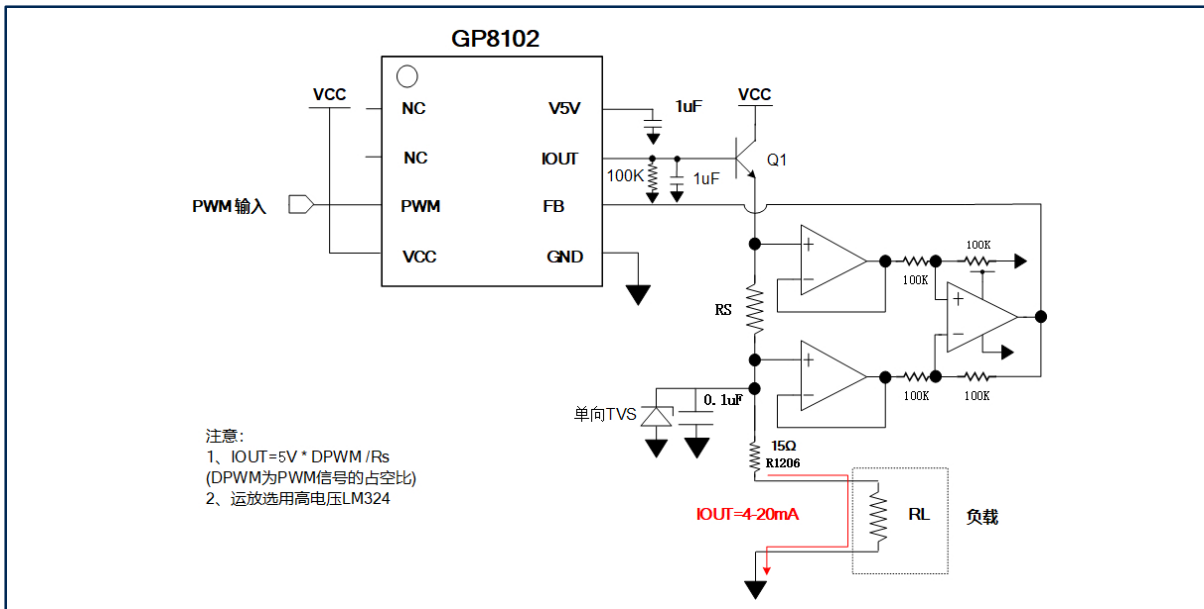 GP8102
VCC
NC
V5V
1uF
VCC
NC
IOUT
100K
1uF
Q1
PWM 输入
PWM
FB
VCC
GND
+
-
100K
100K
+
-
RS
+
-
100K
100K
单向TVS
0.1uF
15Ω
R1206
注意：
1、IOUT=5V * DPWM /Rs
(DPWM为PWM信号的占空比)
2、运放选用高电压LM324
IOUT=4-20mA
RL
负载